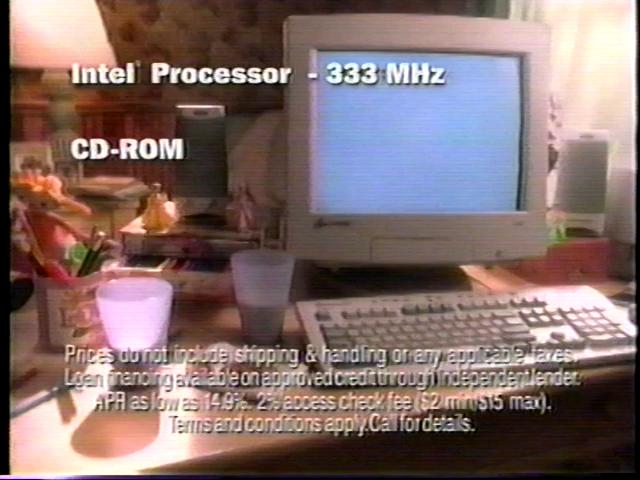 Intel® Processor - 333 MHz
CD-ROM
Prices do not include shipping & handling or any applicable taxes.
Loan financing available on approved credit through independent lender.
APR as low as 14.9%. 2% access check fee ($2 min/$15 max).
Terms and conditions apply.Call for details.